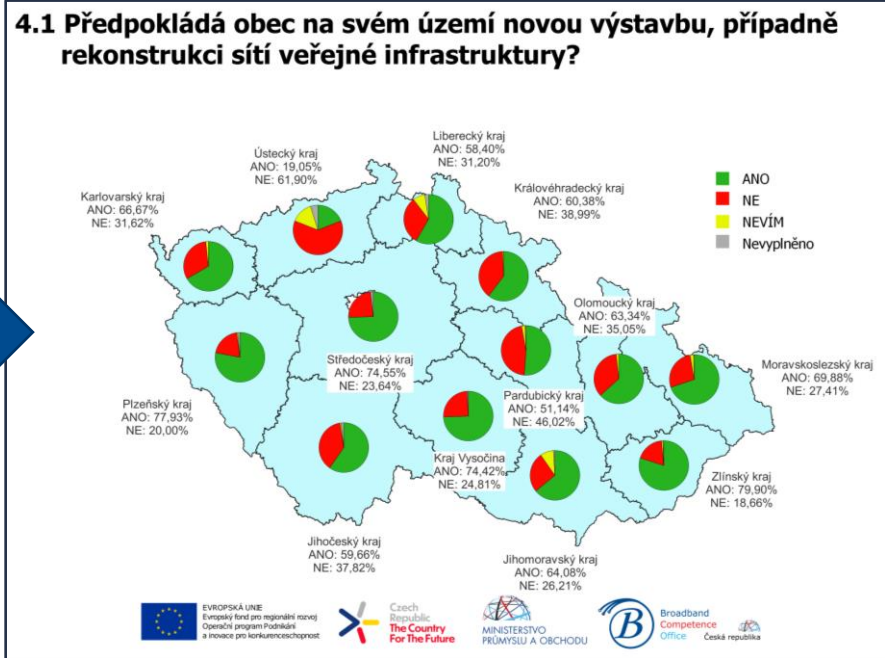 4.1 Předpokládá obec na svém území novou výstavbu, případně
rekonstrukci sítí veřejné infrastruktury?
Liberecký kraj
ANO: 58,40%
NE: 31,20%
Ústecký kraj
ANO: 19,05%
NE: 61,90%
Královéhradecký kraj
ANO: 60,38%
NE: 38,99%
Karlovarský kraj
ANO: 66,67%
NE: 31,62%
ANO
NE
NEVÍM
Nevyplněno
Olomoucký kraj
ANO: 63,34%
NE: 35,05%
Středočeský kraj
ANO: 74,55%
NE: 23,64%
Moravskoslezský kraj
ANO: 69,88%
NE: 27,41%
Plzeňský kraj
ANO: 77,93%
NE: 20,00%
Pardubický kraj
ANO: 51,14%
NE: 46,02%
Kraj Vysočina
ANO: 74,42%
NE: 24,81%
Zlínský kraj
ANO: 79,90%
NE: 18,66%
Jihočeský kraj
ANO: 59,66%
NE: 37,82%
Jihomoravský kraj
ANO: 64,08%
NE: 26,21%
EVROPSKÁ UNIE
Evropský fond pro regionální rozvoj
Operační program Podnikání
a inovace pro konkurenceschopnost
Czech
Republic
The Country
For The Future
MINISTERSTVO
PRŮMYSLU A OBCHODU
B
Broadband
Competence
Office
Česká republika